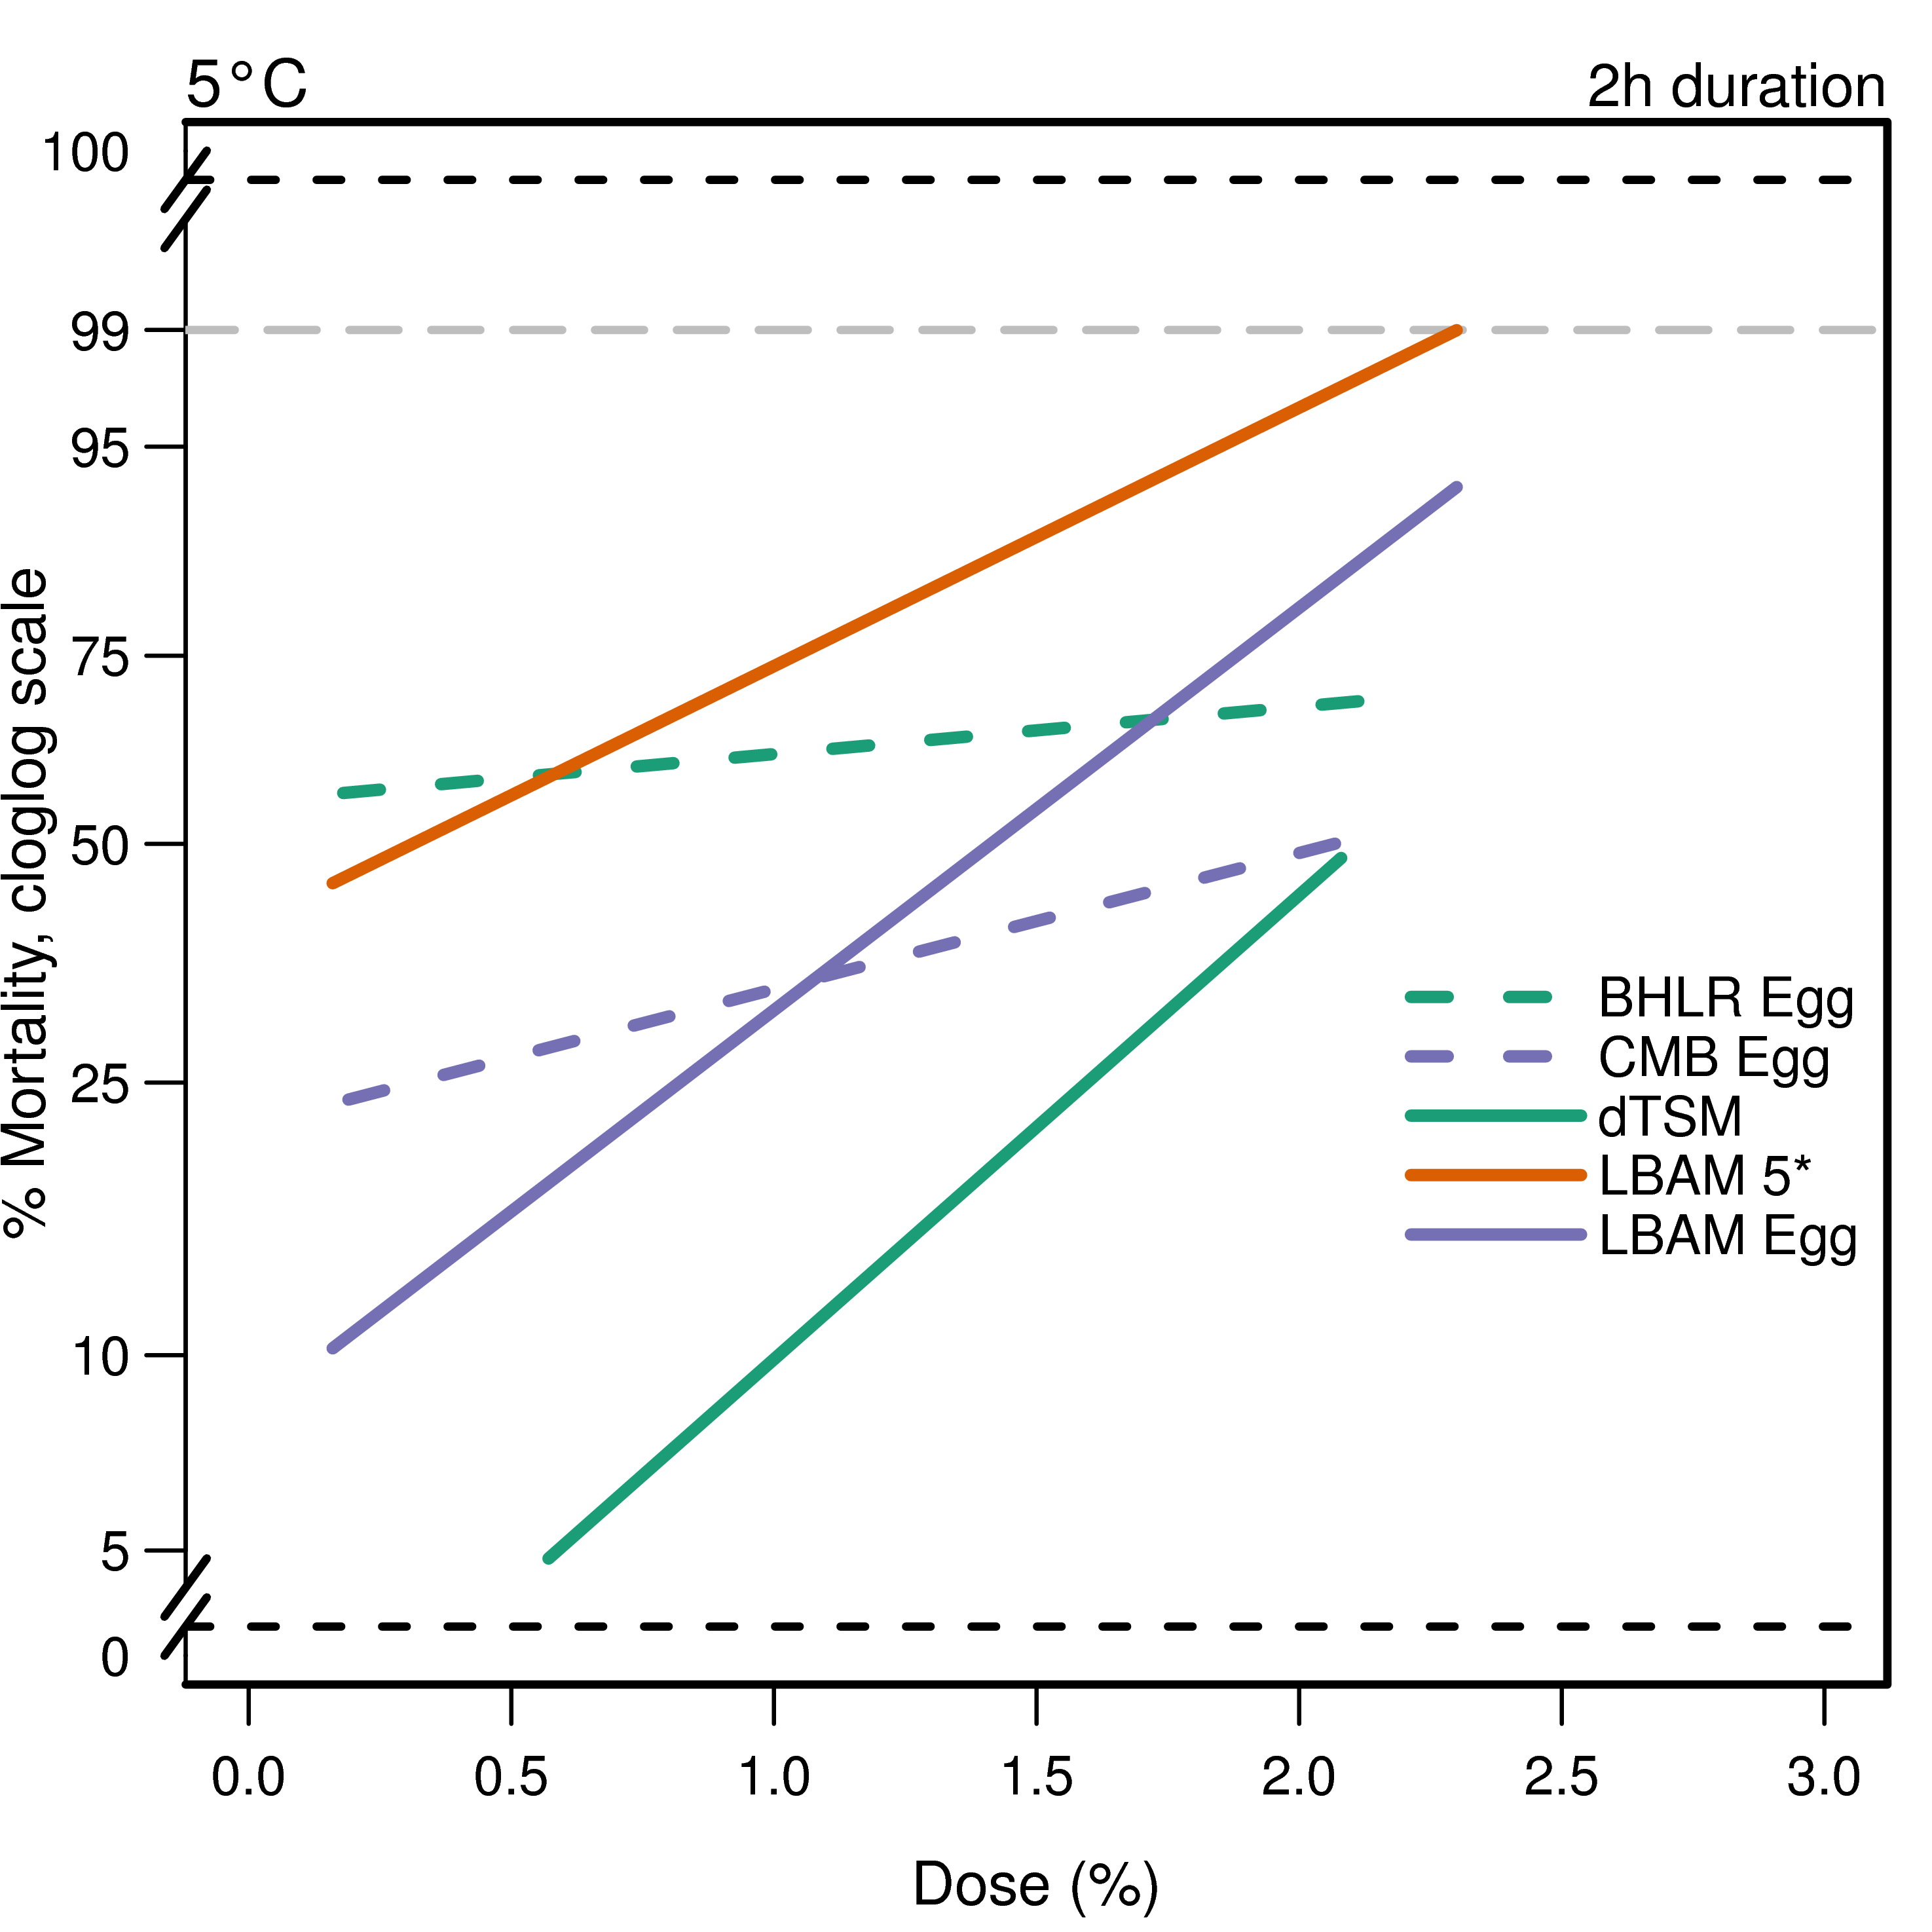 5°C
2h duration
% Mortality, cloglog scale
100
99
95
75
50
25
10
5
0
BHLR Egg
CMB Egg
dTSM
LBAM 5*
LBAM Egg
0.0 0.5 1.0 1.5 2.0 2.5 3.0
Dose (%)